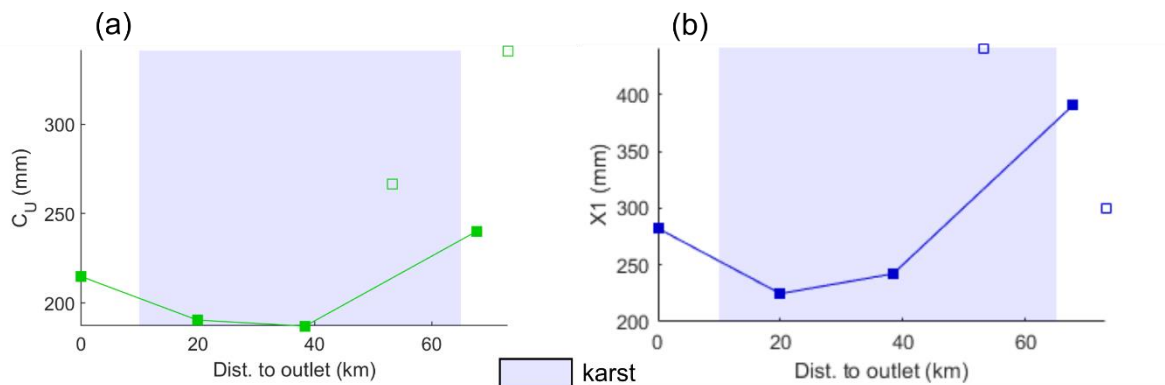 (a)
300
250
200
C_U (mm)
0 20 40 60
Dist. to outlet (km)
(b)
400
350
300
250
200
X1 (mm)
0 20 40 60
Dist. to outlet (km)
karst